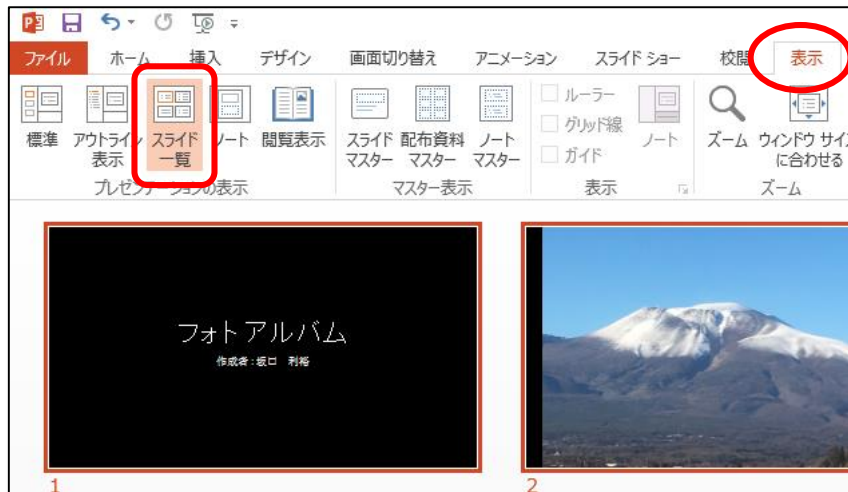 ファイル ホーム 挿入 デザイン 画面切り替え アニメーション スライド ショー 校閲 表示
標準 アウトライン表示 スライド一覧 ノート 閲覧表示 スライドマスター 配布資料マスター ノートマスター
ルーラー
グリッド線
ガイド
ノート ズーム ウィンドウ サイズに合わせる
プレゼンテーションの表示 マスター表示 表示 ズーム
フォト アルバム
作成者:坂口 利裕
1 2